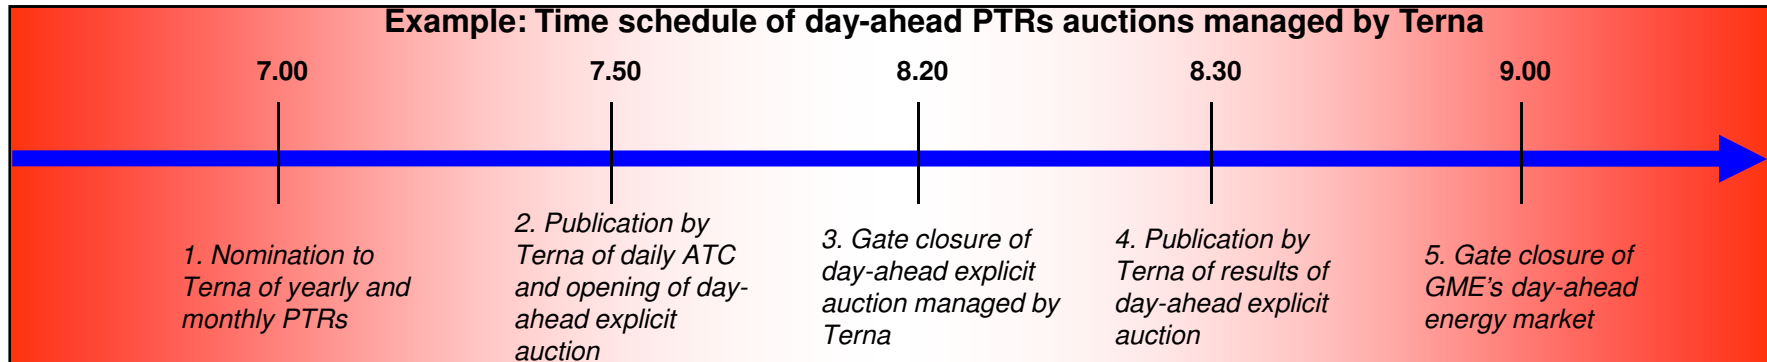 Example: Time schedule of day-ahead PTRs auctions managed by Terna
7.00
7.50
8.20
8.30
9.00
1. Nomination to
Terna of yearly and
monthly PTRs
2. Publication by
Terna of daily ATC
and opening of day-
ahead explicit
auction
3. Gate closure of
day-ahead explicit
auction managed by
Terna
4. Publication by
Terna of results of
day-ahead explicit
auction
5. Gate closure of
GME's day-ahead
energy market